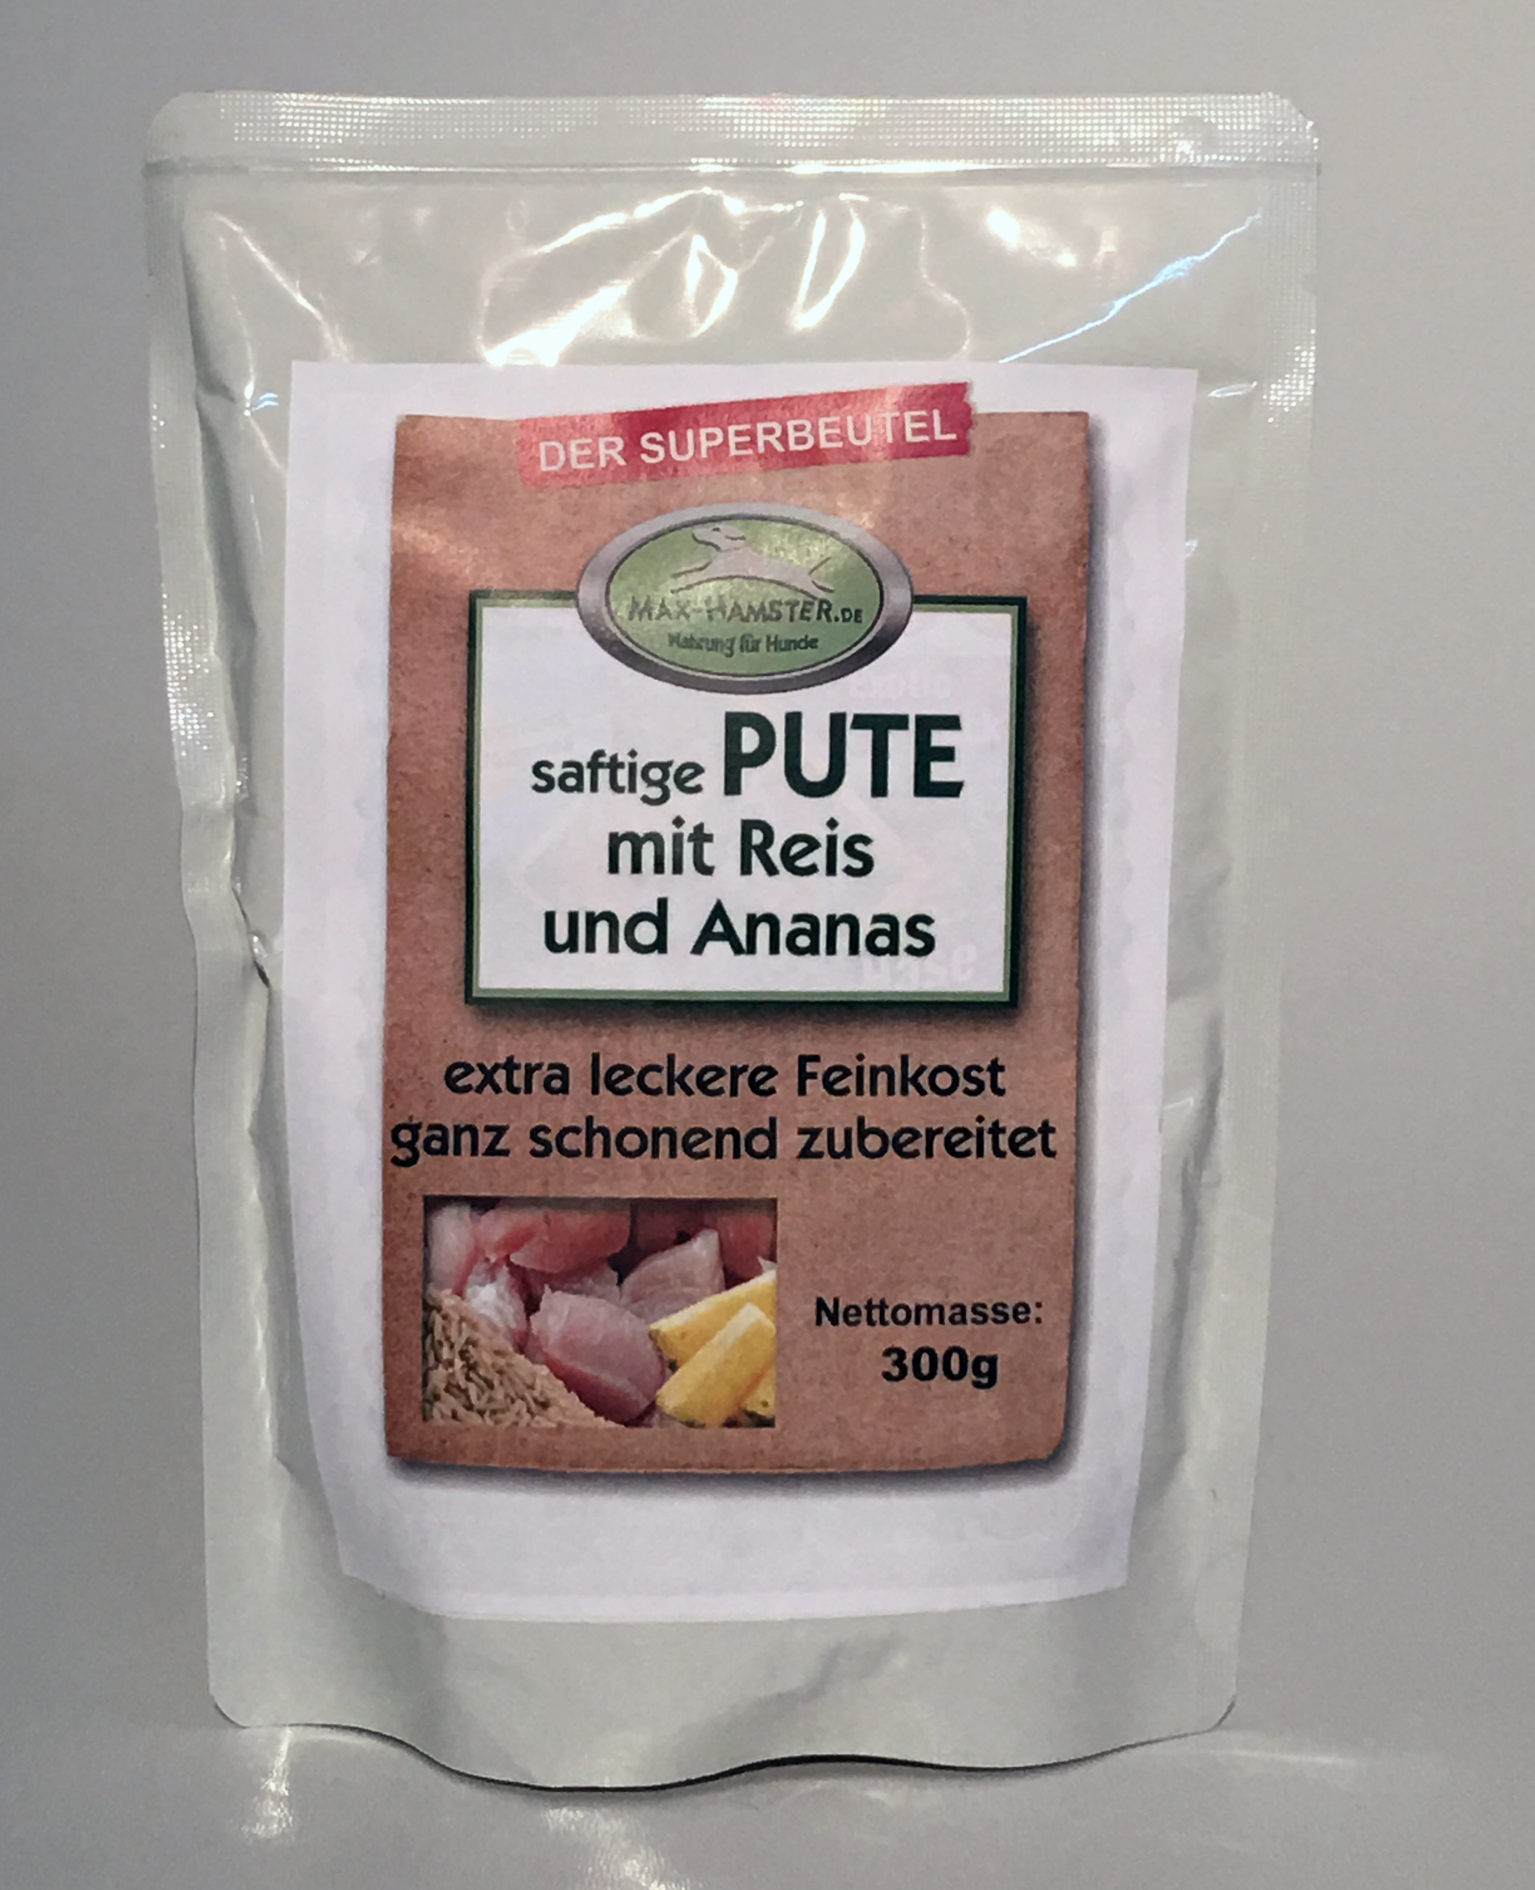 DER SUPERBEUTEL
MAX-HAMSTER.DE
Nahrung für Hunde
saftige PUTE
mit Reis
und Ananas
extra leckere Feinkost
ganz schonend zubereitet
Nettomasse:
300g